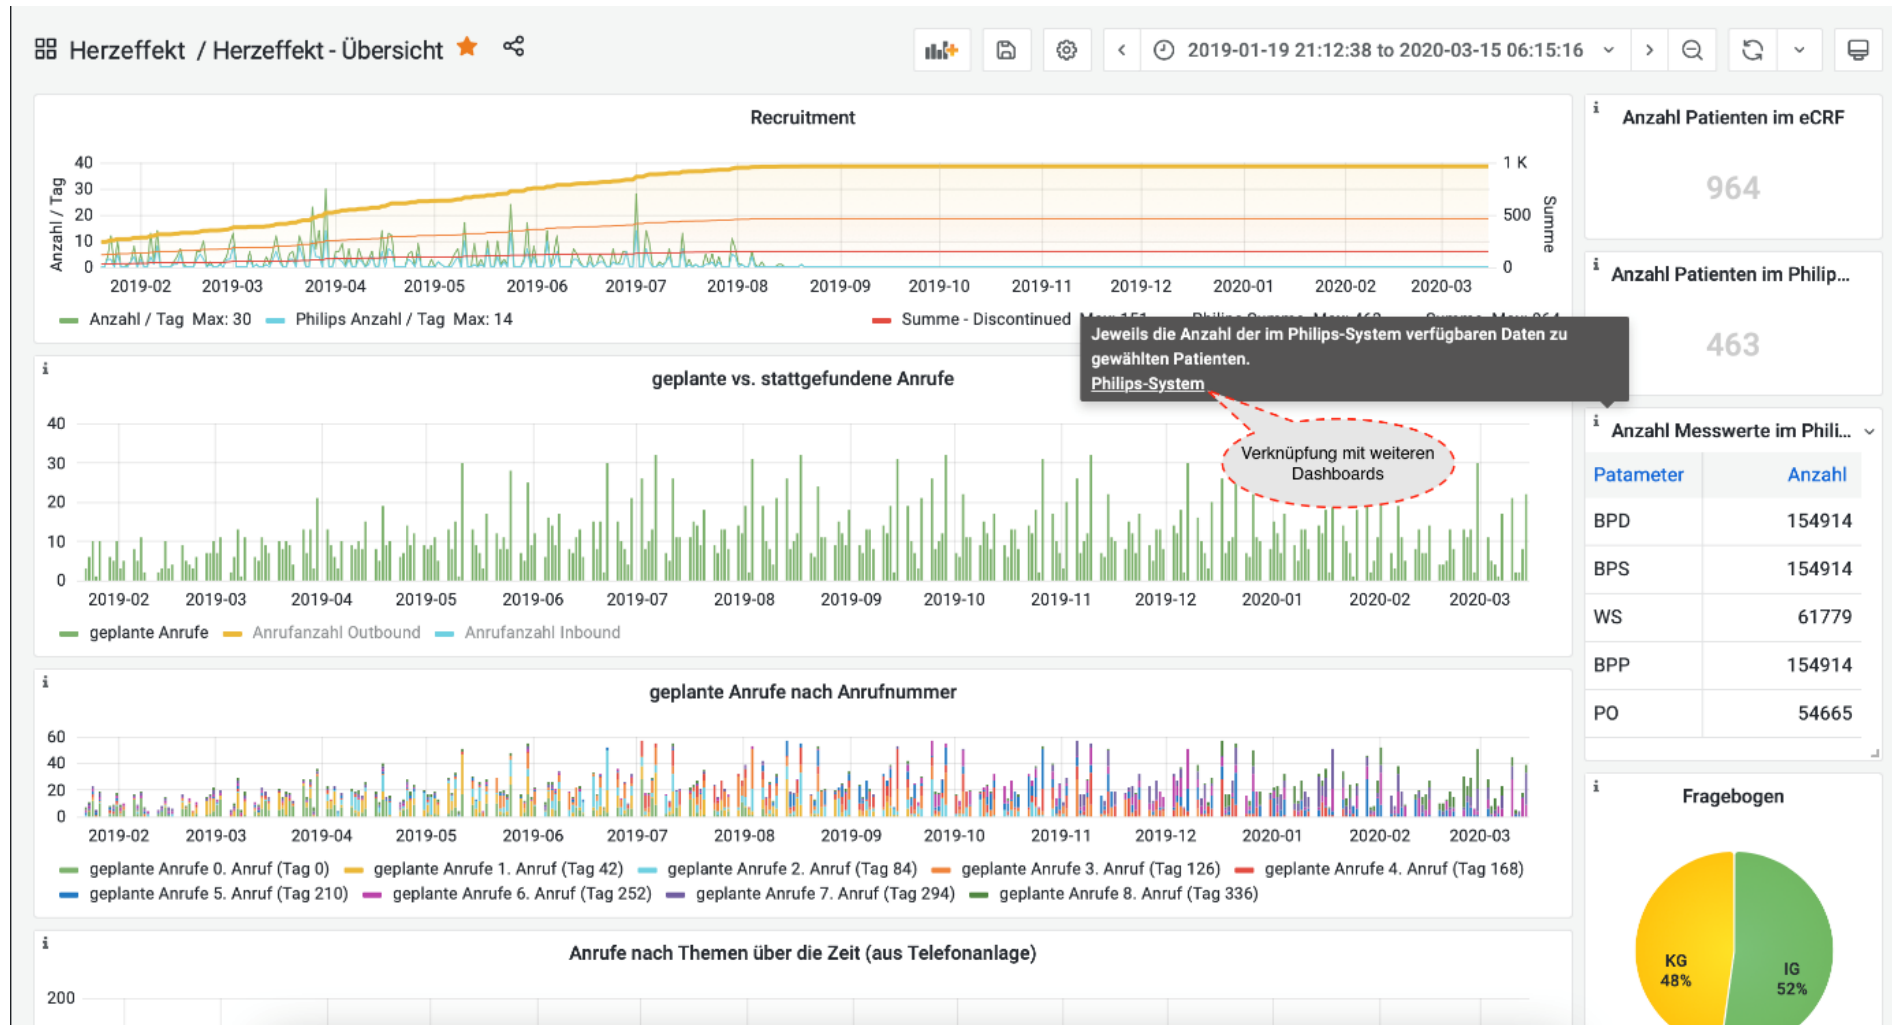 Herzeffekt / Herzeffekt - Übersicht
2019-01-19 21:12:38 to 2020-03-15 06:15:16
Recruitment
Anzahl / Tag
40
30
20
10
0
1 K
500
0
Summe
2019-02 2019-03 2019-04 2019-05 2019-06 2019-07 2019-08 2019-09 2019-10 2019-11 2019-12 2020-01 2020-02 2020-03
Anzahl / Tag Max: 30 Philips Anzahl / Tag Max: 14 Summe - Discontinued
Jeweils die Anzahl der im Philips-System verfügbaren Daten zu
gewählten Patienten.
Philips-System
Verknüpfung mit weiteren
Dashboards
geplante vs. stattgefundene Anrufe
40
30
20
10
0
2019-02 2019-03 2019-04 2019-05 2019-06 2019-07 2019-08 2019-09 2019-10 2019-11 2019-12 2020-01 2020-02 2020-03
geplante Anrufe Anrufanzahl Outbound Anrufanzahl Inbound
geplante Anrufe nach Anrufnummer
60
40
20
0
2019-02 2019-03 2019-04 2019-05 2019-06 2019-07 2019-08 2019-09 2019-10 2019-11 2019-12 2020-01 2020-02 2020-03
geplante Anrufe 0. Anruf (Tag 0) geplante Anrufe 1. Anruf (Tag 42) geplante Anrufe 2. Anruf (Tag 84) geplante Anrufe 3. Anruf (Tag 126) geplante Anrufe 4. Anruf (Tag 168)
geplante Anrufe 5. Anruf (Tag 210) geplante Anrufe 6. Anruf (Tag 252) geplante Anrufe 7. Anruf (Tag 294) geplante Anrufe 8. Anruf (Tag 336)
Anrufe nach Themen über die Zeit (aus Telefonanlage)
200
Anzahl Patienten im eCRF
964
Anzahl Patienten im Philip...
463
Anzahl Messwerte im Phili...
Patameter Anzahl
BPD 154914
BPS 154914
WS 61779
BPP 154914
PO 54665
Fragebogen
KG
48%
IG
52%